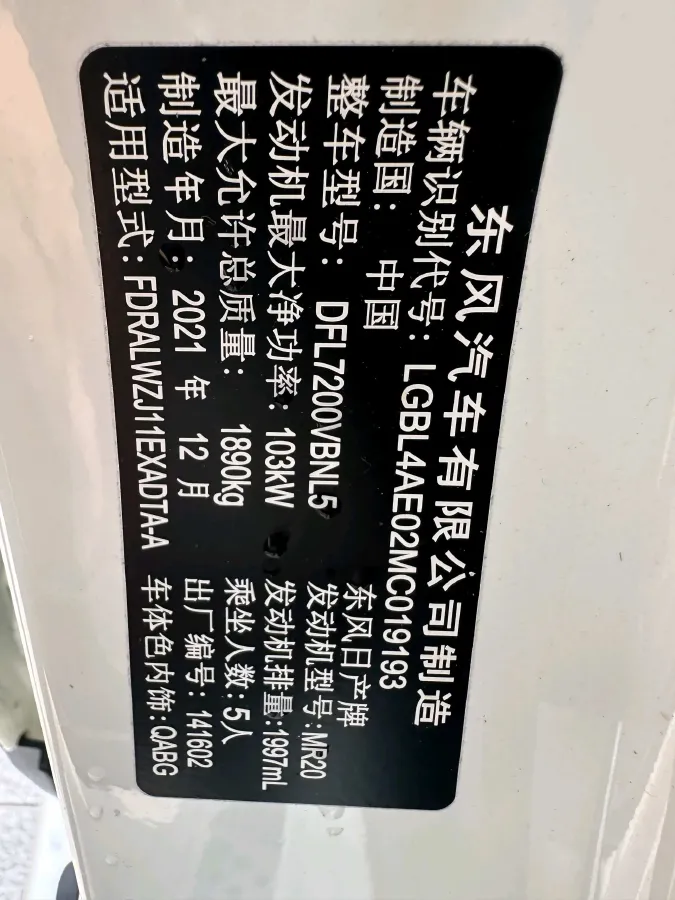 东风汽车有限公司制造
车辆识别代号: LGBL4AE02MC019193
制造国: 中国 东风日产牌
整车型号: DFL7200VBNL5 发动机型号:MR20
发动机最大净功率: 103kW 发动机排量:1997mL
最大允许总质量: 1890kg 乘坐人数:5人
制造年月: 2021 年 12 月 出厂编号: 141602
适用型式: FDRALWZJ11EXADTA-A 车体色内饰:QABG